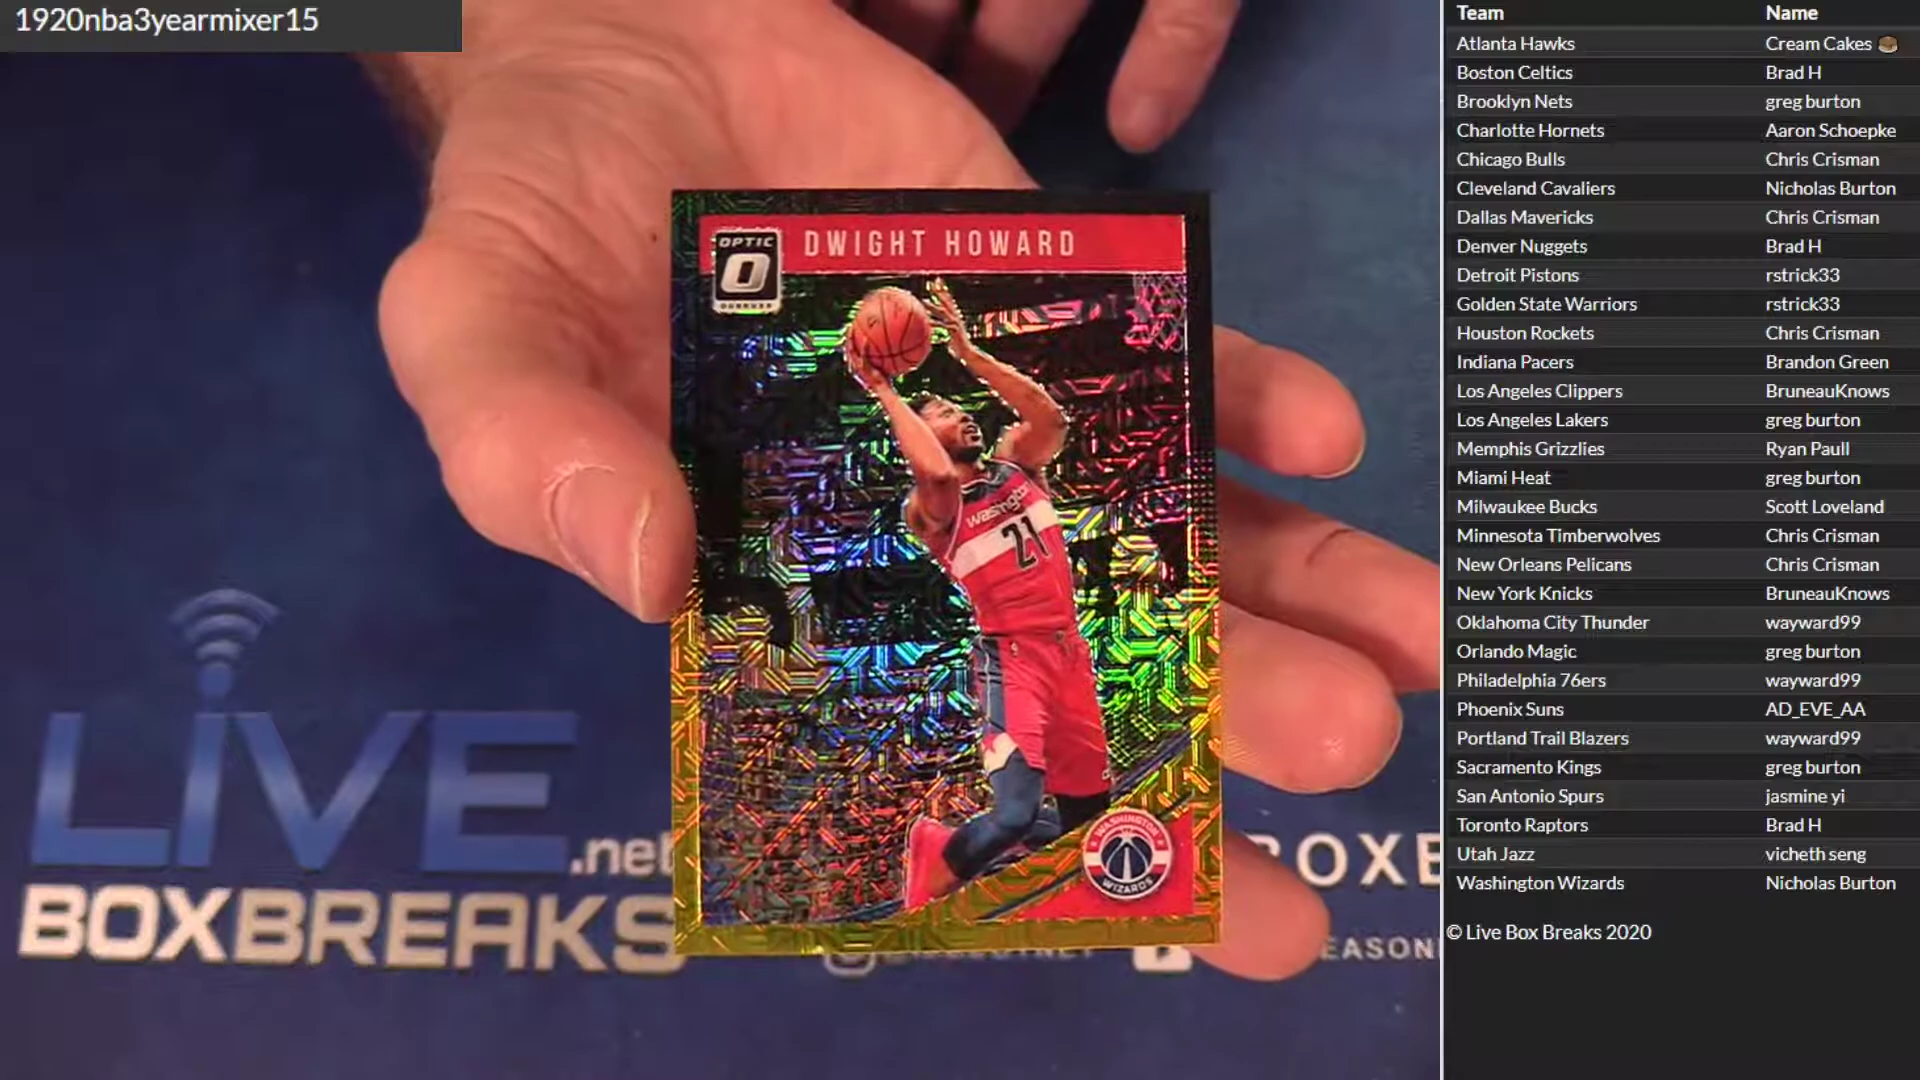 1920nba3yearmixer15
OPTIC
DONRUSS
DWIGHT HOWARD
Washington
21
WASHINGTON
WIZARDS
LIVE
.net
BOXBREAKS
OXB
EASON
Team Name
Atlanta Hawks Cream Cakes
Boston Celtics Brad H
Brooklyn Nets greg burton
Charlotte Hornets Aaron Schoepke
Chicago Bulls Chris Crisman
Cleveland Cavaliers Nicholas Burton
Dallas Mavericks Chris Crisman
Denver Nuggets Brad H
Detroit Pistons rstrick33
Golden State Warriors rstrick33
Houston Rockets Chris Crisman
Indiana Pacers Brandon Green
Los Angeles Clippers BruneauKnows
Los Angeles Lakers greg burton
Memphis Grizzlies Ryan Paull
Miami Heat greg burton
Milwaukee Bucks Scott Loveland
Minnesota Timberwolves Chris Crisman
New Orleans Pelicans Chris Crisman
New York Knicks BruneauKnows
Oklahoma City Thunder wayward99
Orlando Magic greg burton
Philadelphia 76ers wayward99
Phoenix Suns AD_EVE_AA
Portland Trail Blazers wayward99
Sacramento Kings greg burton
San Antonio Spurs jasmine yi
Toronto Raptors Brad H
Utah Jazz vicheth seng
Washington Wizards Nicholas Burton
© Live Box Breaks 2020